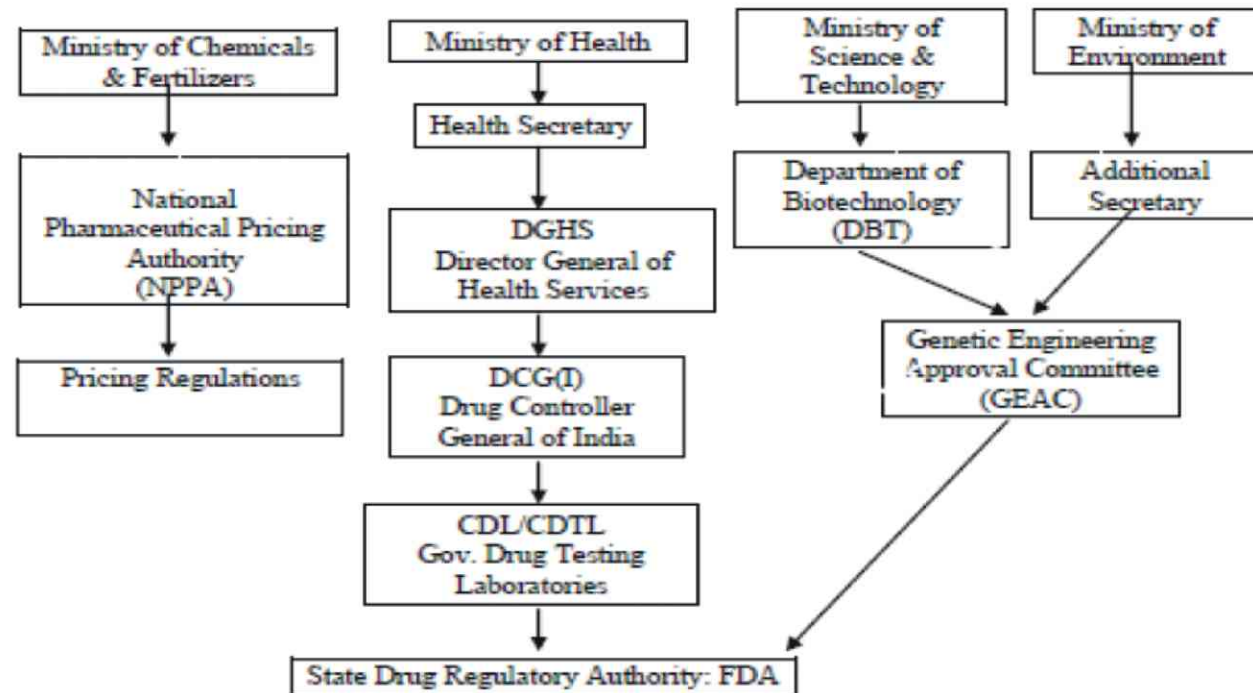 Ministry of Chemicals
& Fertilizers
National
Pharmaceutical Pricing
Authority
(NPPA)
Pricing Regulations
Ministry of Health
Health Secretary
DGHS
Director General of
Health Services
DCG(I)
Drug Controller
General of India
CDL/CDTL
Gov. Drug Testing
Laboratories
Ministry of
Science &
Technology
Department of
Biotechnology
(DBT)
Ministry of
Environment
Additional
Secretary
Genetic Engineering
Approval Committee
(GEAC)
State Drug Regulatory Authority: FDA